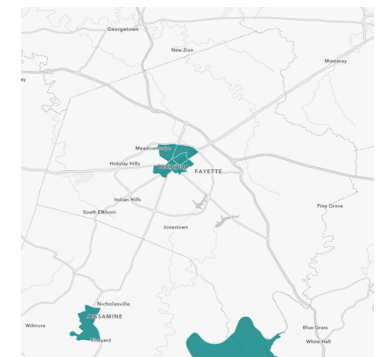 Georgetown
New Zion
Monterey
Meadowthorpe
Holiday Hills
FAYETTE
Indian Hills
South Elkhorn
Pine Grove
Jonestown
Nicholasville
JESSAMINE
Wilmore
Blue Grass
White Hall